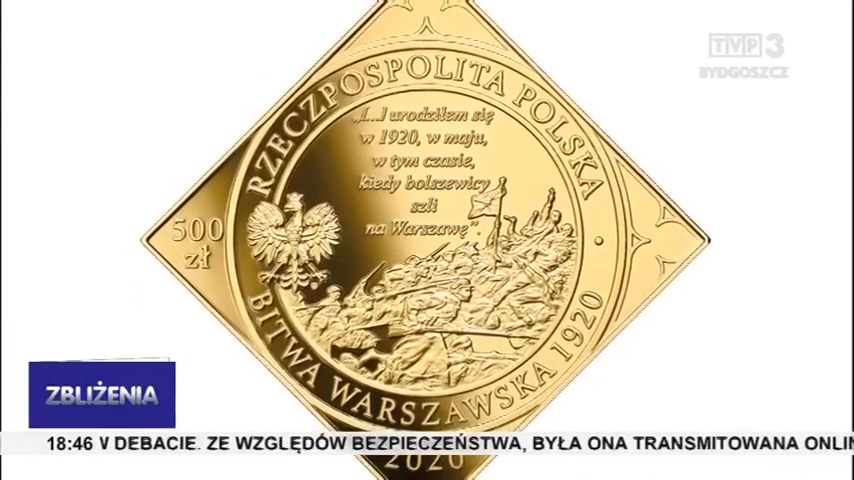 TVP3
BYDGOSZCZ
RZECZPOSPOLITA POLSKA
„[...] urodziłem się
w 1920, w maju,
w tym czasie,
kiedy bolszewicy
szli
na Warszawę”.
500
zł
BITWA WARSZAWSKA 1920
ZBLIŻENIA
18:46 W DEBACIE. ZE WZGLĘDÓW BEZPIECZEŃSTWA, BYŁA ONA TRANSMITOWANA ONLIN
2020